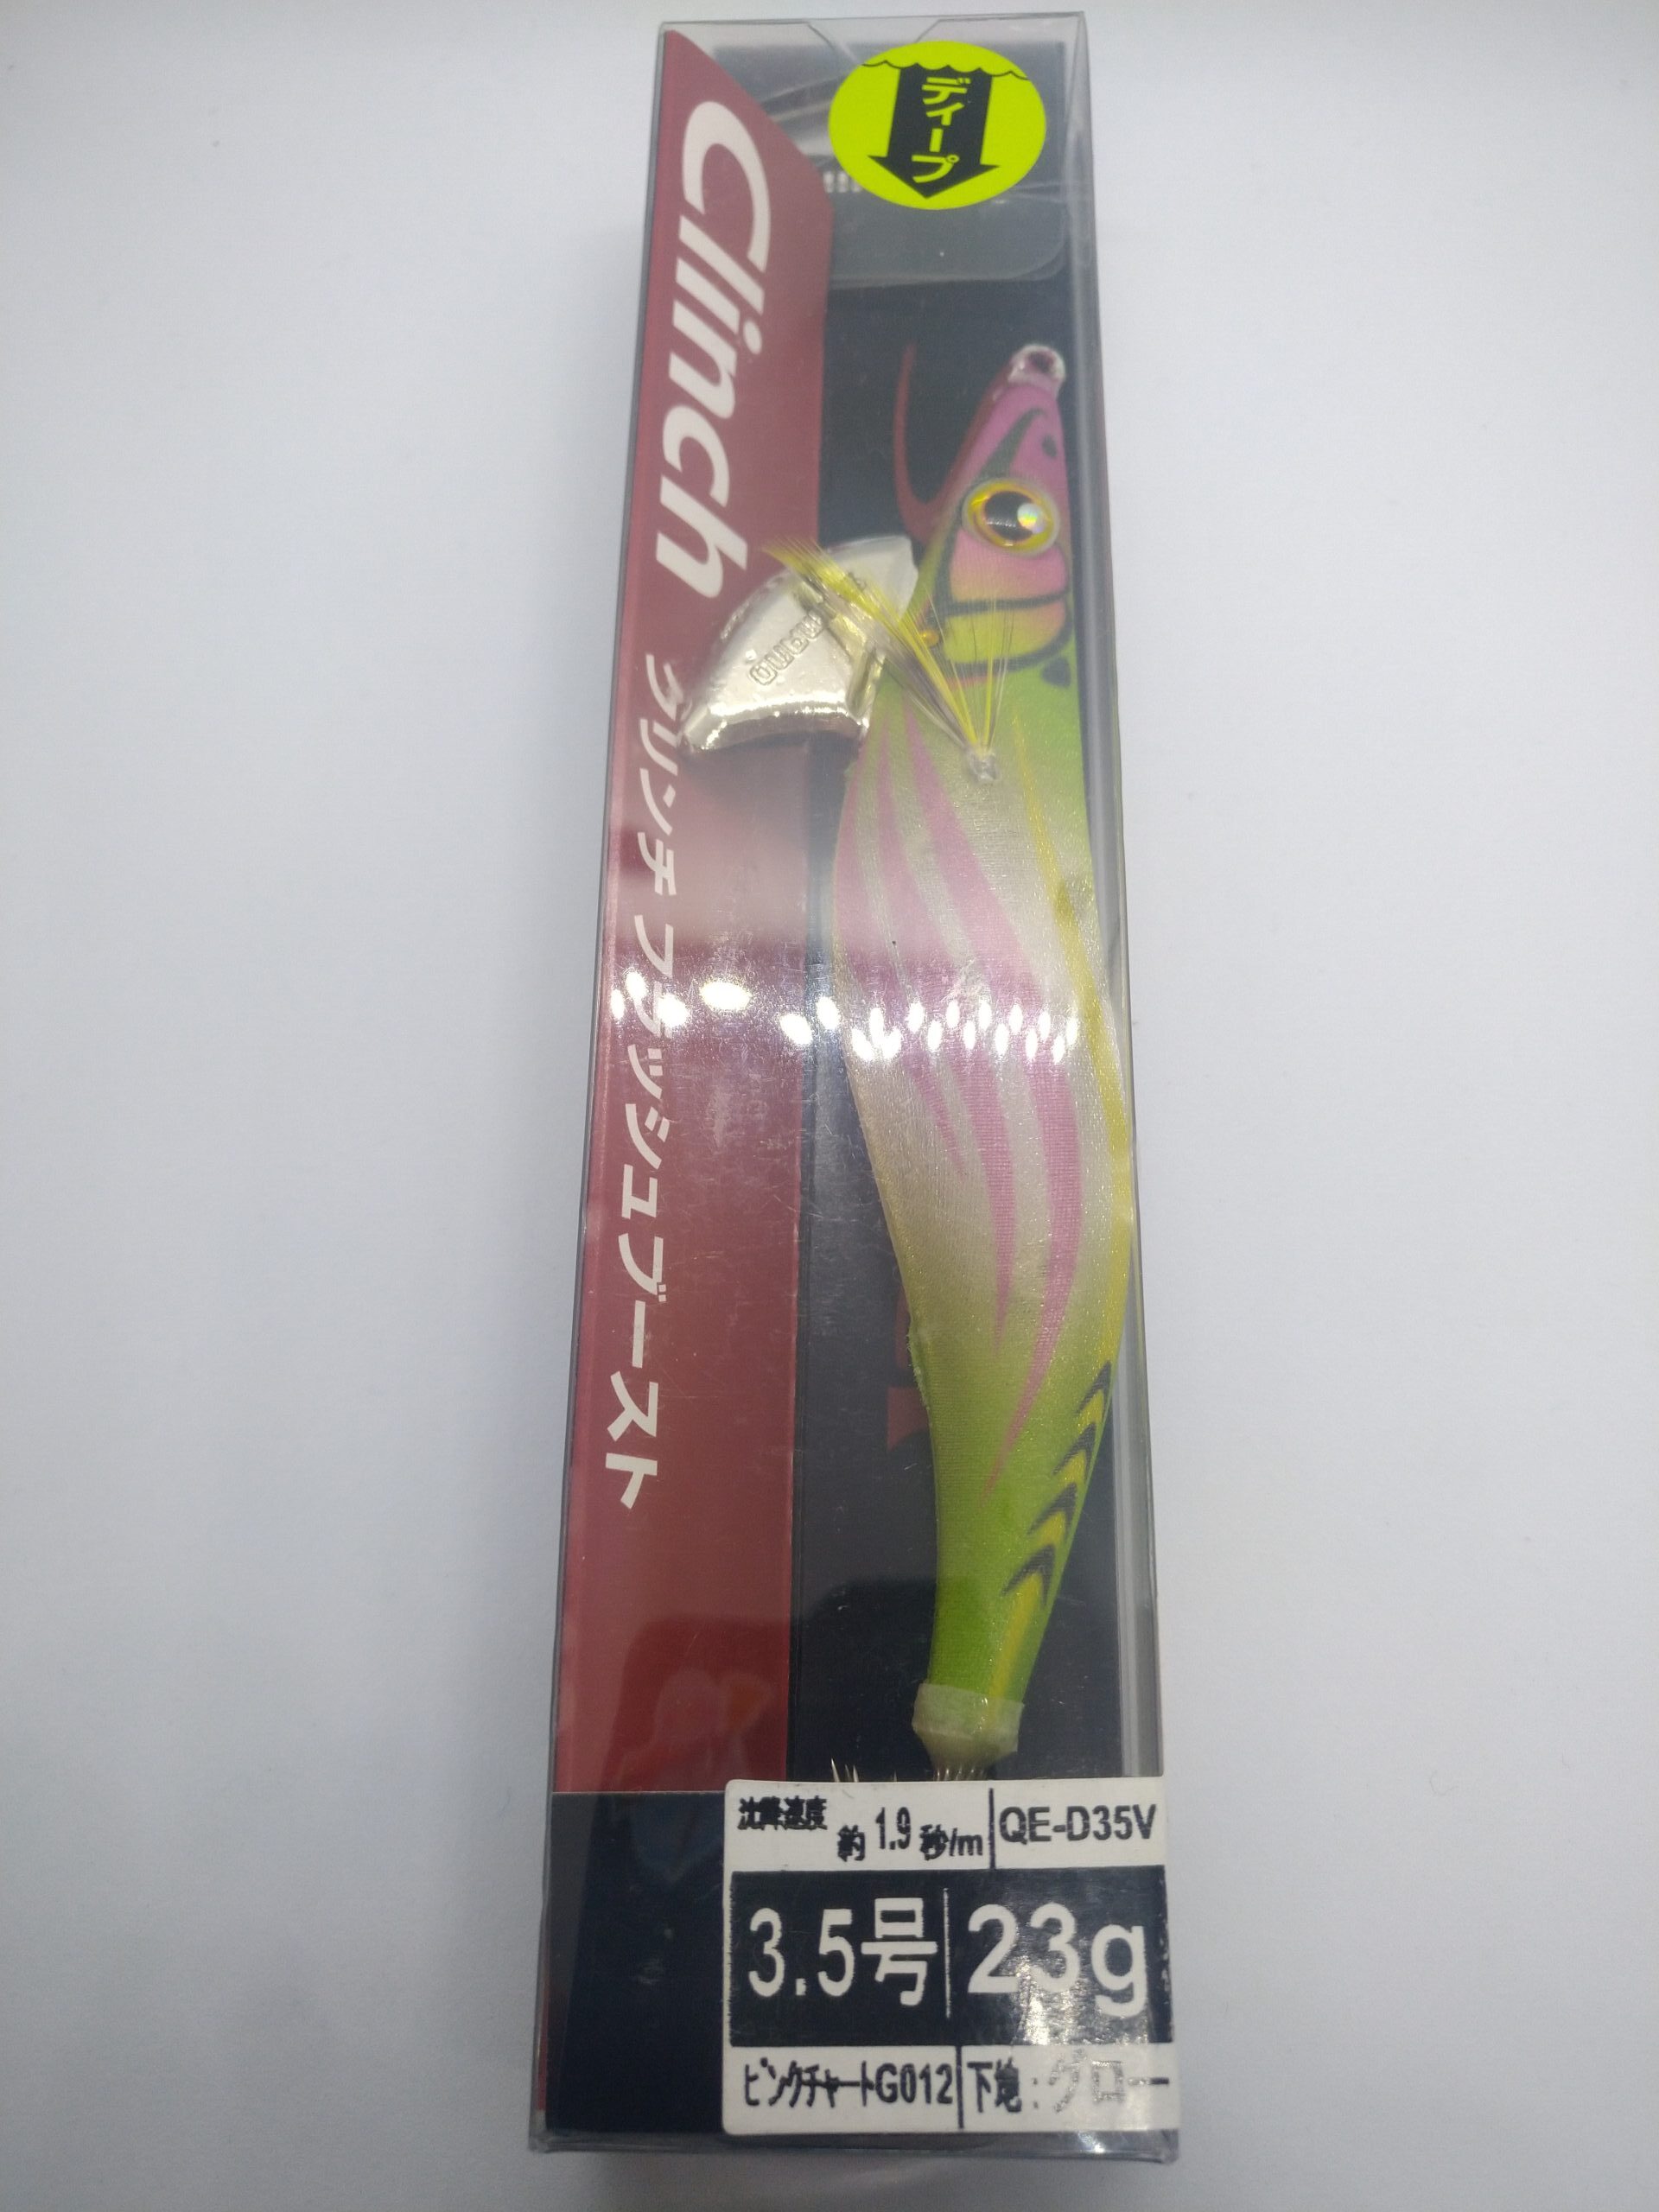 ディープ
Clinch
クリンチ フラッシュブースト
沈降速度 約1.9秒/m
QE-D35V
3.5号
23g
ピンクチャートG012
下地:グロー